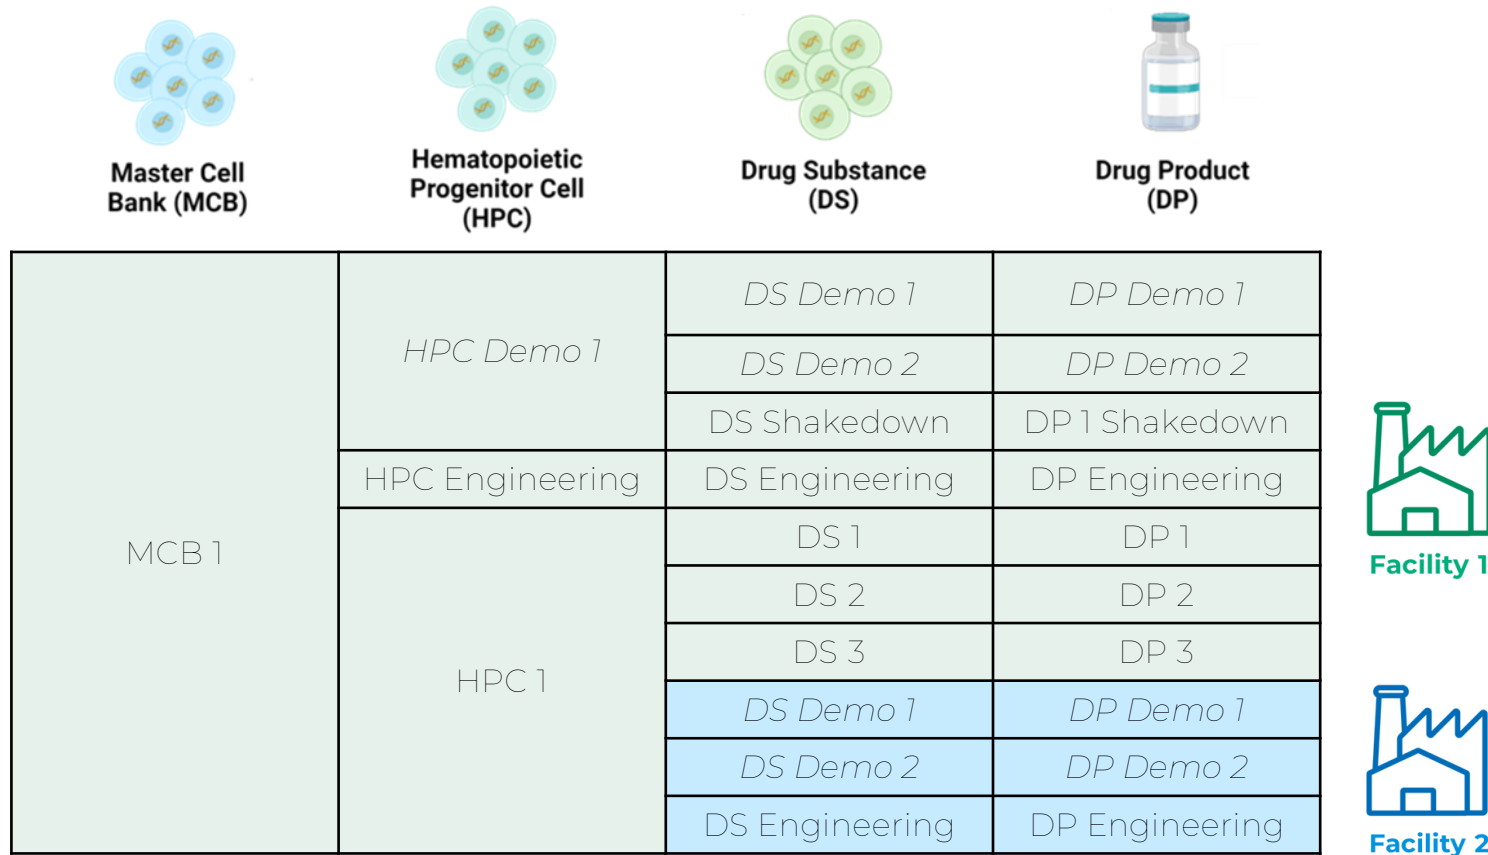 Master Cell
Bank (MCB)
Hematopoietic
Progenitor Cell
(HPC)
Drug Substance
(DS)
Drug Product
(DP)
MCB 1
HPC Demo 1
DS Demo 1
DP Demo 1
DS Demo 2
DP Demo 2
DS Shakedown
DP 1 Shakedown
HPC Engineering
DS Engineering
DP Engineering
HPC 1
DS 1
DP 1
DS 2
DP 2
DS 3
DP 3
DS Demo 1
DP Demo 1
DS Demo 2
DP Demo 2
DS Engineering
DP Engineering
Facility 1
Facility 2